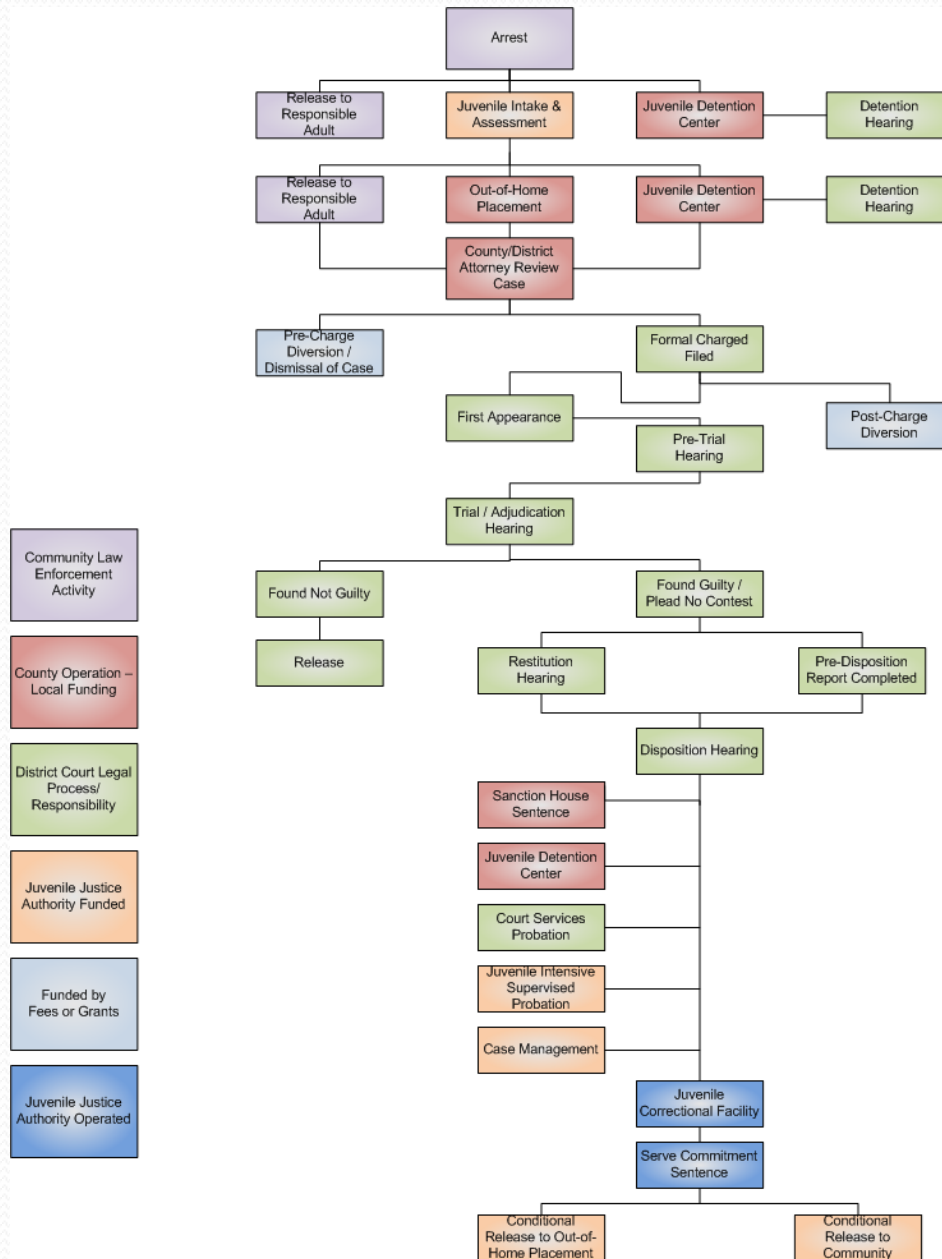 Arrest
Release to
Responsible
Adult
Juvenile Intake &
Assessment
Juvenile Detention
Center
Detention
Hearing
Release to
Responsible
Adult
Out-of-Home
Placement
Juvenile Detention
Center
Detention
Hearing
County/District
Attorney Review
Case
Pre-Charge
Diversion /
Dismissal of Case
Formal Charged
Filed
First Appearance
Post-Charge
Diversion
Pre-Trial
Hearing
Trial / Adjudication
Hearing
Found Not Guilty
Found Guilty /
Plead No Contest
Release
Restitution
Hearing
Pre-Disposition
Report Completed
Disposition Hearing
Sanction House
Sentence
Juvenile Detention
Center
Court Services
Probation
Juvenile Intensive
Supervised
Probation
Case Management
Juvenile
Correctional Facility
Serve Commitment
Sentence
Conditional
Release to Out-of-
Home Placement
Conditional
Release to
Community
Community Law
Enforcement
Activity
County Operation –
Local Funding
District Court Legal
Process/
Responsibility
Juvenile Justice
Authority Funded
Funded by
Fees or Grants
Juvenile Justice
Authority Operated